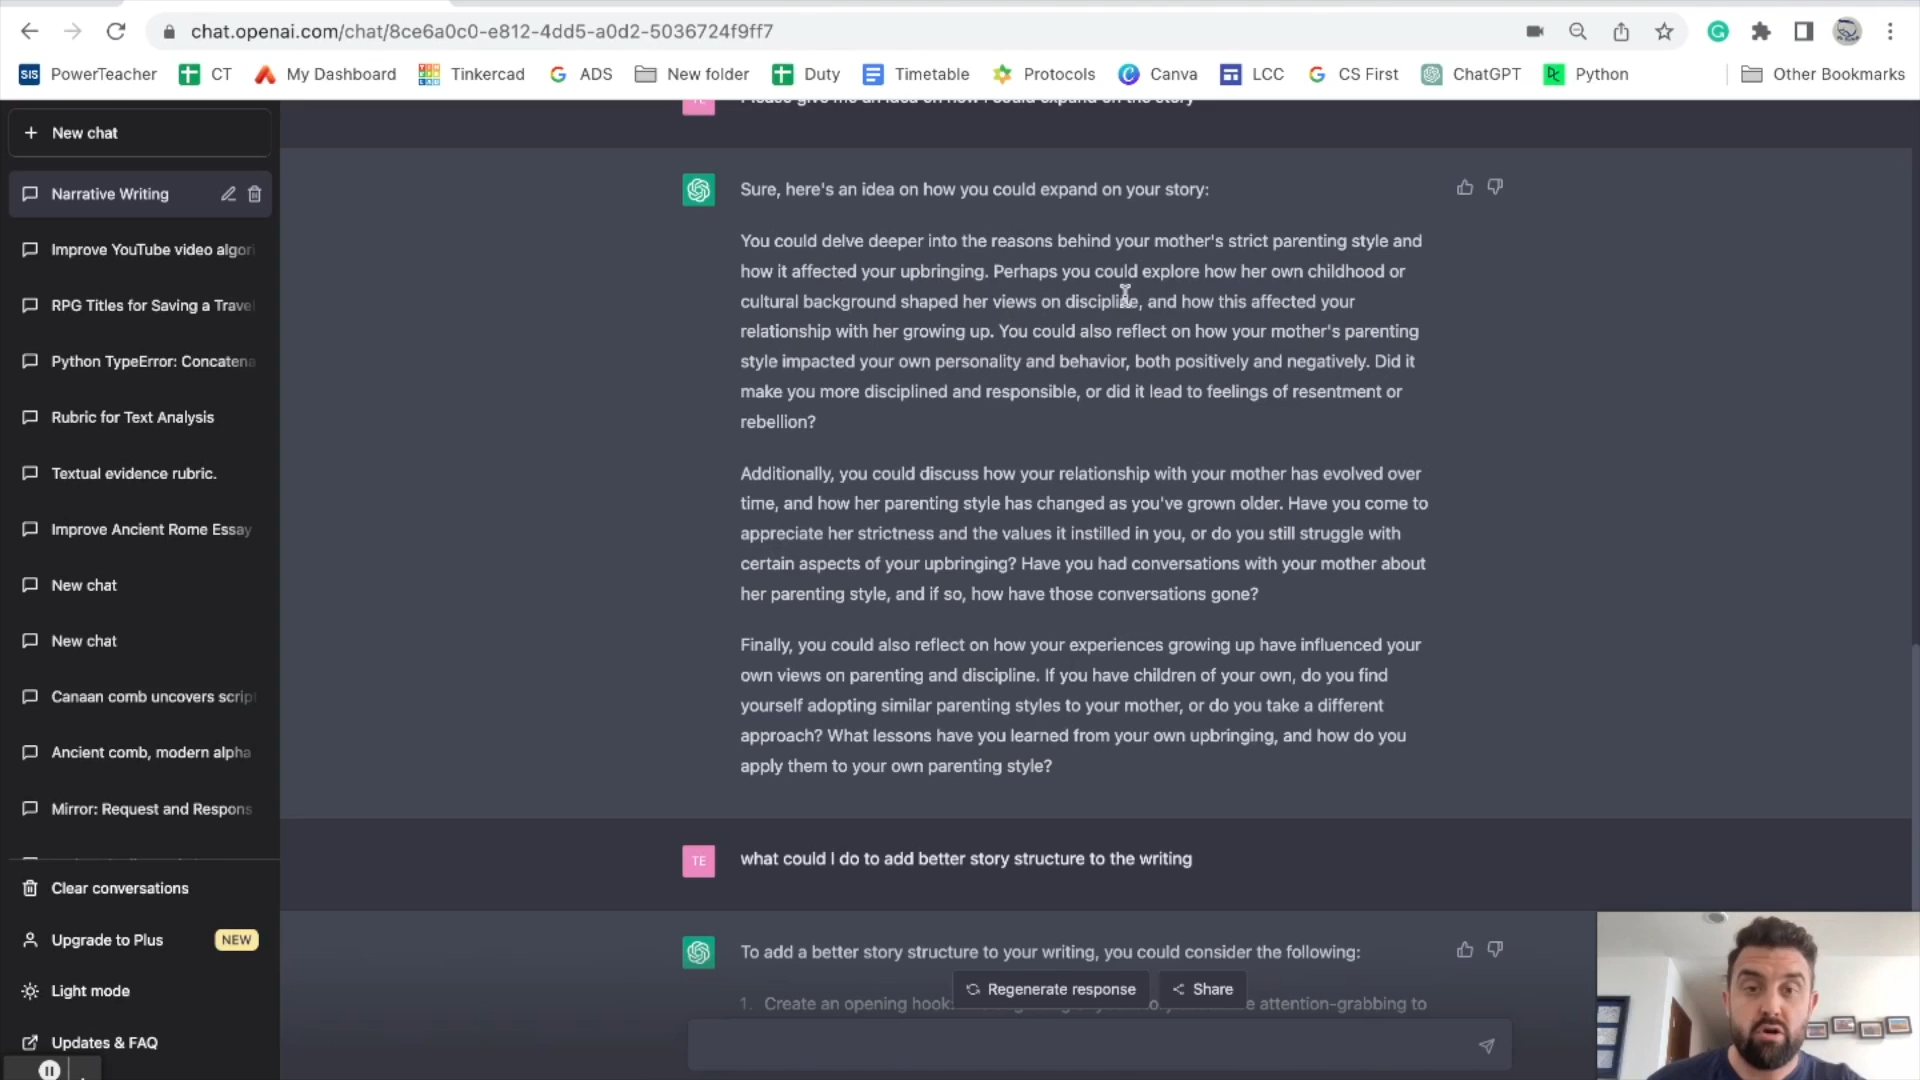 chat.openai.com/chat/8ce6a0c0-e812-4dd5-a0d2-5036724f9ff7
SIS PowerTeacher CT My Dashboard Tinkercad ADS New folder Duty Timetable Protocols Canva LCC CS First ChatGPT Python Other Bookmarks
+ New chat
Narrative Writing
Improve YouTube video algori
RPG Titles for Saving a Trave
Python TypeError: Concatena
Rubric for Text Analysis
Textual evidence rubric.
Improve Ancient Rome Essay
New chat
New chat
Canaan comb uncovers scrip
Ancient comb, modern alpha
Mirror: Request and Respons
Clear conversations
Upgrade to Plus NEW
Light mode
Updates & FAQ
Please give me an idea on how I could expand on the story
Sure, here's an idea on how you could expand on your story:
You could delve deeper into the reasons behind your mother's strict parenting style and
how it affected your upbringing. Perhaps you could explore how her own childhood or
cultural background shaped her views on discipline, and how this affected your
relationship with her growing up. You could also reflect on how your mother's parenting
style impacted your own personality and behavior, both positively and negatively. Did it
make you more disciplined and responsible, or did it lead to feelings of resentment or
rebellion?
Additionally, you could discuss how your relationship with your mother has evolved over
time, and how her parenting style has changed as you've grown older. Have you come to
appreciate her strictness and the values it instilled in you, or do you still struggle with
certain aspects of your upbringing? Have you had conversations with your mother about
her parenting style, and if so, how have those conversations gone?
Finally, you could also reflect on how your experiences growing up have influenced your
own views on parenting and discipline. If you have children of your own, do you find
yourself adopting similar parenting styles to your mother, or do you take a different
approach? What lessons have you learned from your own upbringing, and how do you
apply them to your own parenting style?
TE what could I do to add better story structure to the writing
To add a better story structure to your writing, you could consider the following:
Regenerate response Share
1. Create an opening hook: attention-grabbing to